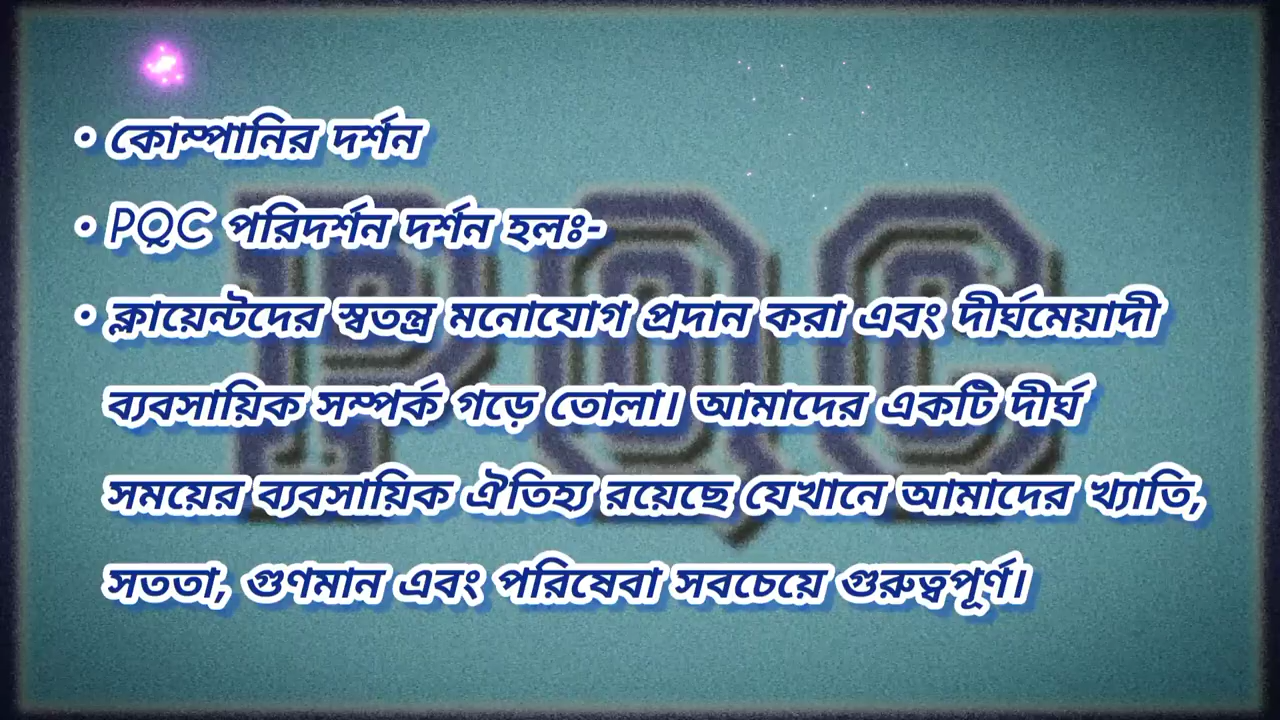 • কোম্পানির দর্শন
• PQC পরিদর্শন দর্শন হলঃ-
• ক্লায়েন্টদের স্বতন্ত্র মনোযোগ প্রদান করা এবং দীর্ঘমেয়াদী
ব্যবসায়িক সম্পর্ক গড়ে তোলা। আমাদের একটি দীর্ঘ
সময়ের ব্যবসায়িক ঐতিহ্য রয়েছে যেখানে আমাদের খ্যাতি,
সততা, গুণমান এবং পরিষেবা সবচেয়ে গুরুত্বপূর্ণ।
PQC